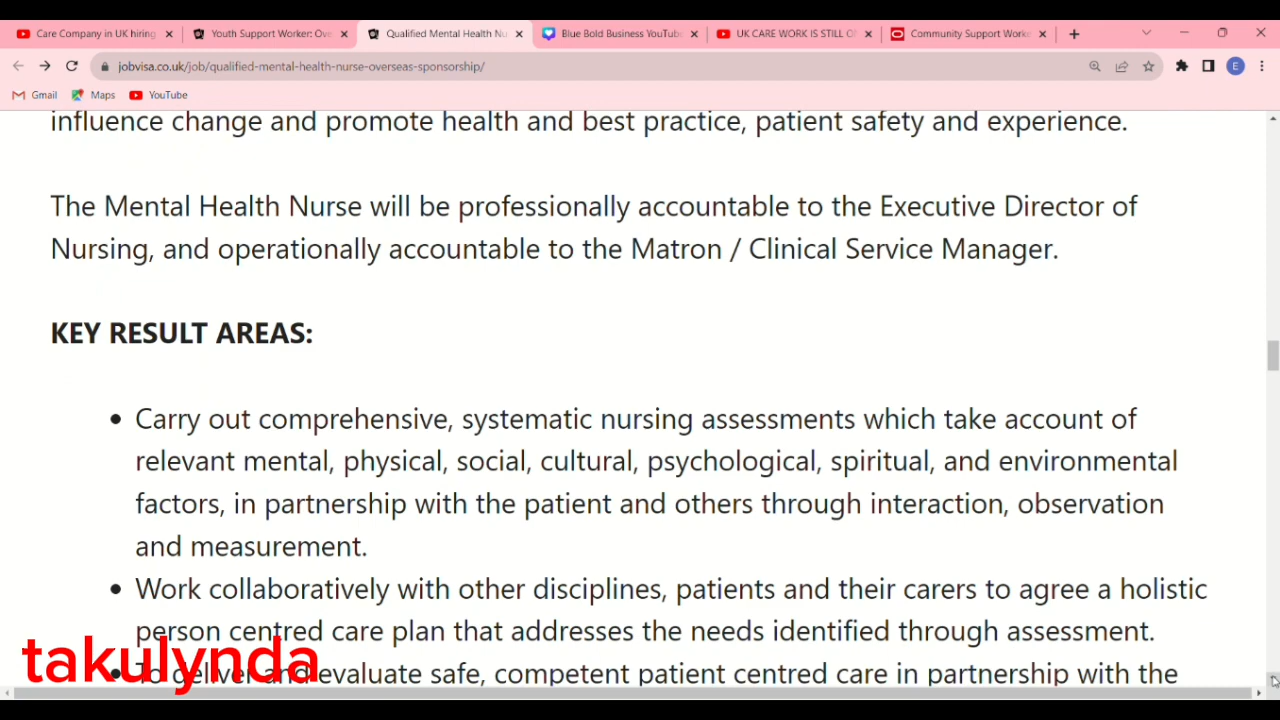 Care Company in UK hiring
Youth Support Worker: Ove
Qualified Mental Health Nu
Blue Bold Business YouTube
UK CARE WORK IS STILL O
Community Support Worke
jobvisa.co.uk/job/qualified-mental-health-nurse-overseas-sponsorship/
E
Gmail
Maps
YouTube
influence change and promote health and best practice, patient safety and experience.
The Mental Health Nurse will be professionally accountable to the Executive Director of
Nursing, and operationally accountable to the Matron / Clinical Service Manager.
KEY RESULT AREAS:
• Carry out comprehensive, systematic nursing assessments which take account of
relevant mental, physical, social, cultural, psychological, spiritual, and environmental
factors, in partnership with the patient and others through interaction, observation
and measurement.
• Work collaboratively with other disciplines, patients and their carers to agree a holistic
person centred care plan that addresses the needs identified through assessment.
• To deliver and evaluate safe, competent patient centred care in partnership with the
takulynda